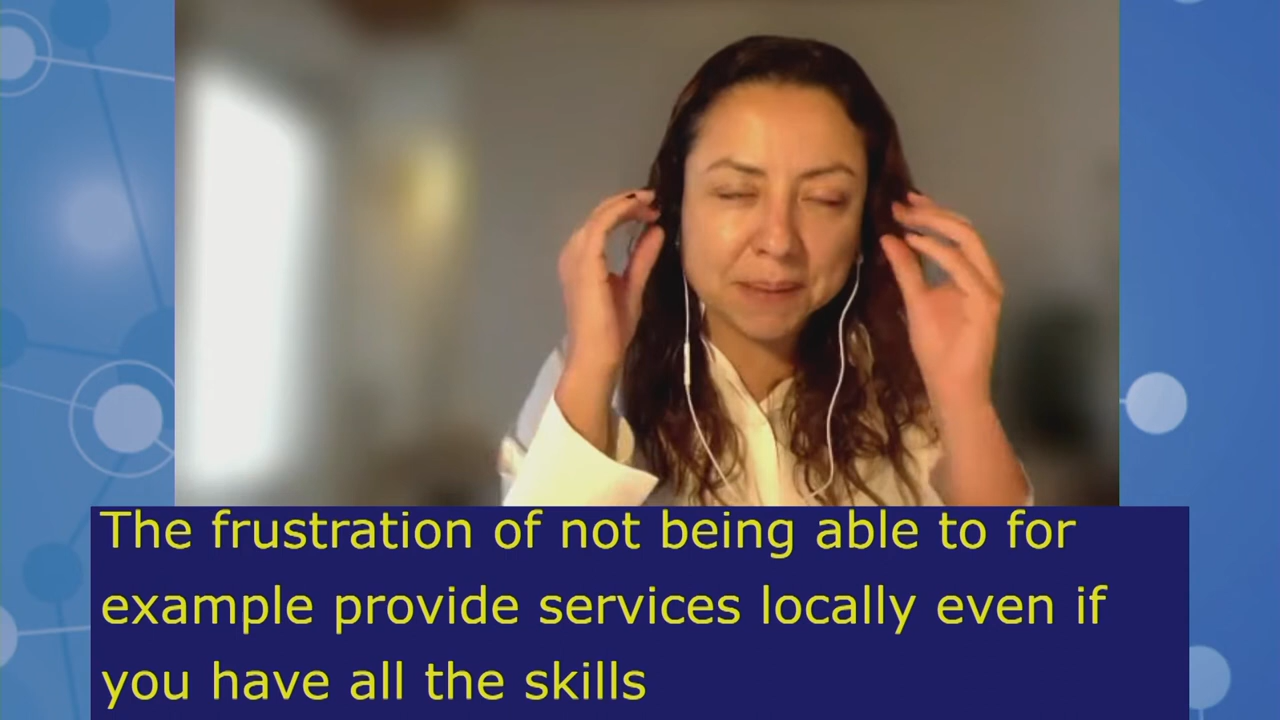 The frustration of not being able to for
example provide services locally even if
you have all the skills